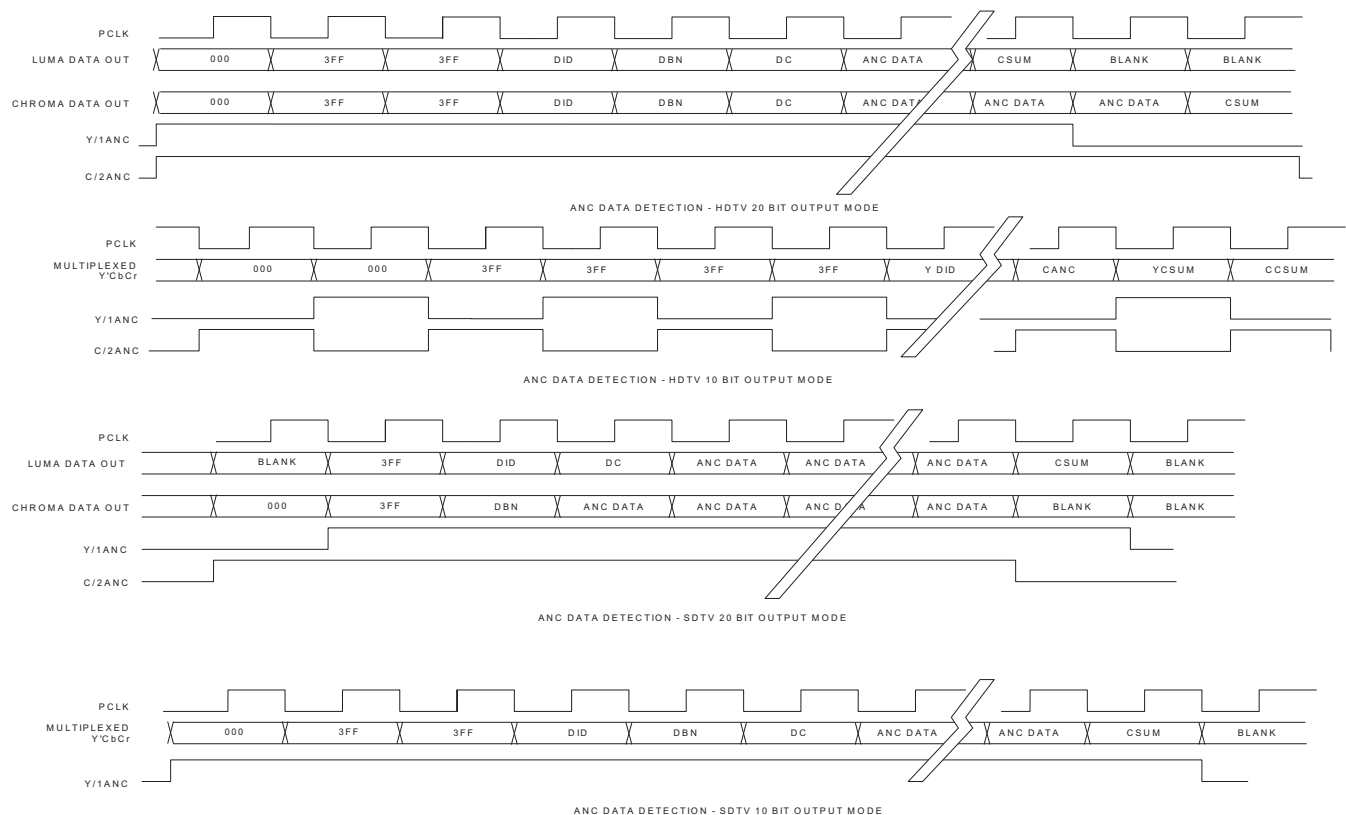 PCLK
LUMA DATA OUT 000 3FF 3FF DID DBN DC ANC DATA CSUM BLANK BLANK
CHROMA DATA OUT 000 3FF 3FF DID DBN DC ANC DATA ANC DATA ANC DATA CSUM
Y/1ANC
C/2ANC
ANC DATA DETECTION - HDTV 20 BIT OUTPUT MODE
PCLK
MULTIPLEXED
Y'CbCr 000 000 3FF 3FF 3FF 3FF Y DID CANC YCSUM CCSUM
Y/1ANC
C/2ANC
ANC DATA DETECTION - HDTV 10 BIT OUTPUT MODE
PCLK
LUMA DATA OUT BLANK 3FF DID DC ANC DATA ANC DATA ANC DATA CSUM BLANK
CHROMA DATA OUT 000 3FF DBN ANC DATA ANC DATA ANC DATA ANC DATA BLANK BLANK
Y/1ANC
C/2ANC
ANC DATA DETECTION - SDTV 20 BIT OUTPUT MODE
PCLK
MULTIPLEXED
Y'CbCr 000 3FF 3FF DID DBN DC ANC DATA ANC DATA CSUM BLANK
Y/1ANC
ANC DATA DETECTION - SDTV 10 BIT OUTPUT MODE